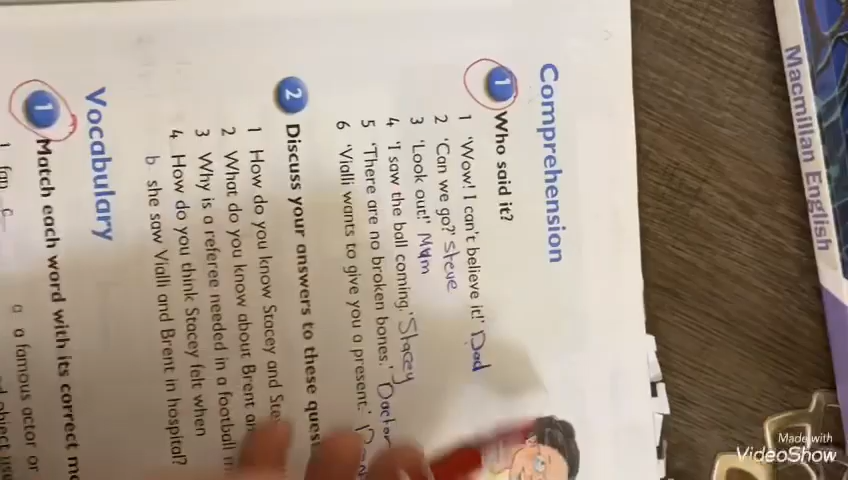 Comprehension
1 Who said it?
1 'Wow! I can't believe it!' Dad
2 'Can we go?' Steve
3 'Look out!' Mum
4 'I saw the ball coming.' Stacey
5 'There are no broken bones.' Doctor
6 'Vialli wants to give you a present.'
2 Discuss your answers to these
1 How do you know Stacey and
2 What do you know about Brent
3 Why is a referee needed in a football
4 How do you think Stacey felt when
b she saw Vialli and Brent in hospital?
Vocabulary
1 Match each word with its correct
1 fan c
a a famous actor or
Macmillan English
Made with
VideoShow